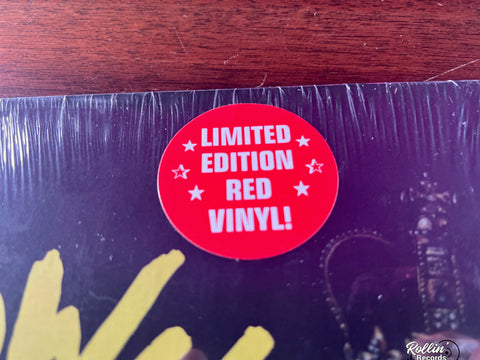 LIMITED
EDITION
RED
VINYL!
Rollin'
Records